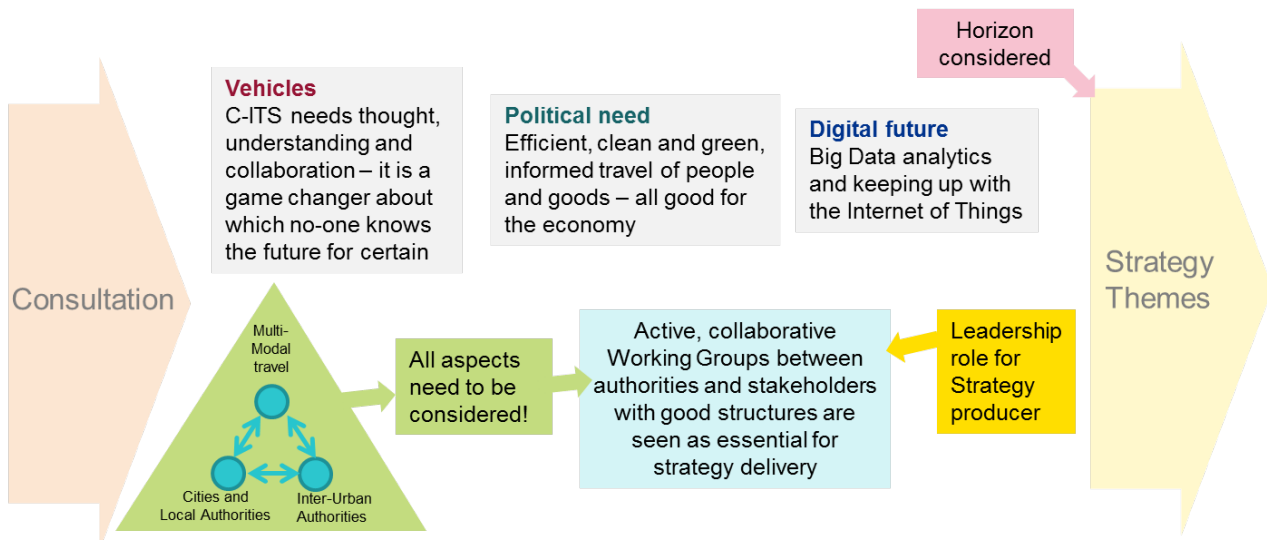 Consultation
Vehicles
C-ITS needs thought,
understanding and
collaboration – it is a
game changer about
which no-one knows
the future for certain
Political need
Efficient, clean and green,
informed travel of people
and goods – all good for
the economy
Digital future
Big Data analytics
and keeping up with
the Internet of Things
Horizon
considered
Multi-
Modal
travel
Cities and
Local Authorities
Inter-Urban
Authorities
All aspects
need to be
considered!
Active, collaborative
Working Groups between
authorities and stakeholders
with good structures are
seen as essential for
strategy delivery
Leadership
role for
Strategy
producer
Strategy
Themes